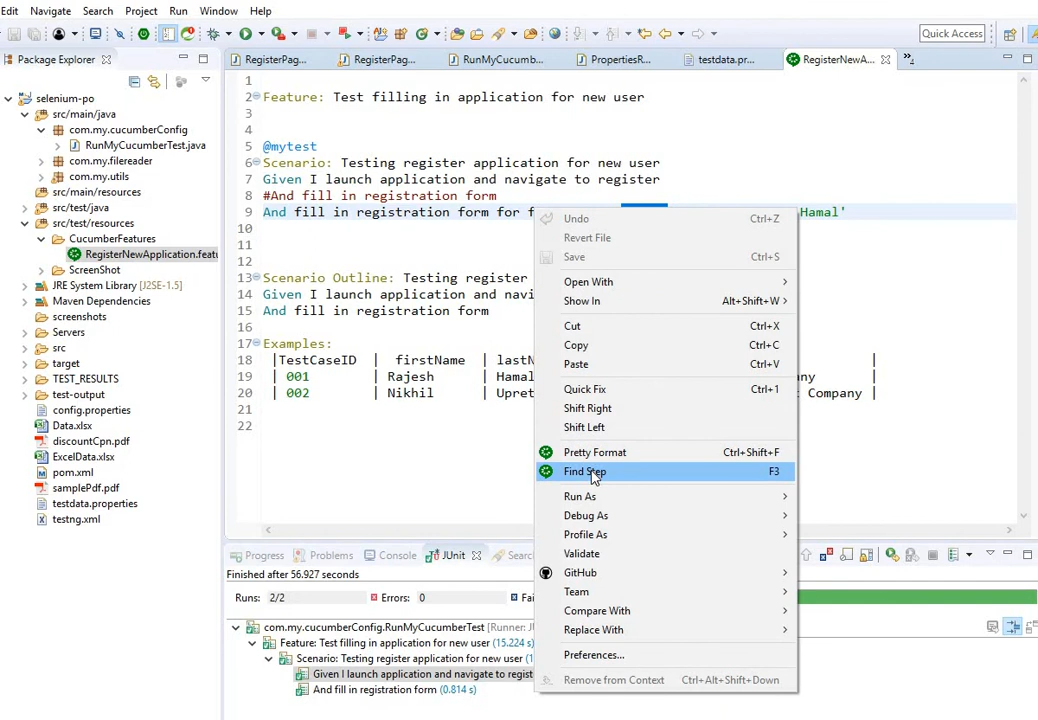 Edit Navigate Search Project Run Window Help
Quick Access
Package Explorer
RegisterPag...
RegisterPag...
RunMyCucumb...
PropertiesR...
testdata.pr...
RegisterNewA...
selenium-po
src/main/java
com.my.cucumberConfig
RunMyCucumberTest.java
com.my.filereader
com.my.utils
src/main/resources
src/test/java
src/test/resources
CucumberFeatures
RegisterNewApplication.featu
ScreenShot
JRE System Library [J2SE-1.5]
Maven Dependencies
screenshots
Servers
src
target
TEST_RESULTS
test-output
config.properties
Data.xlsx
discountCpn.pdf
ExcelData.xlsx
pom.xml
samplePdf.pdf
testdata.properties
testng.xml
1
2 Feature: Test filling in application for new user
3
4
5 @mytest
6 Scenario: Testing register application for new user
7 Given I launch application and navigate to register
8 #And fill in registration form
9 And fill in registration form for f Hamal'
10
11
12
13 Scenario Outline: Testing register
14 Given I launch application and navi
15 And fill in registration form
16
17 Examples:
18 |TestCaseID | firstName | lastN |
19 | 001 | Rajesh | Hama ny |
20 | 002 | Nikhil | Upret Company |
21
22
Undo Ctrl+Z
Revert File
Save Ctrl+S
Open With
Show In Alt+Shift+W
Cut Ctrl+X
Copy Ctrl+C
Paste Ctrl+V
Quick Fix Ctrl+1
Shift Right
Shift Left
Pretty Format Ctrl+Shift+F
Find Step F3
Run As
Debug As
Profile As
Validate
GitHub
Team
Compare With
Replace With
Preferences...
Remove from Context Ctrl+Alt+Shift+Down
Progress Problems Console JUnit Search
Finished after 56.927 seconds
Runs: 2/2 Errors: 0 Fai
com.my.cucumberConfig.RunMyCucumberTest [Runner: J
Feature: Test filling in application for new user (15.224 s)
Scenario: Testing register application for new user (1
Given I launch application and navigate to regist
And fill in registration form (0.814 s)